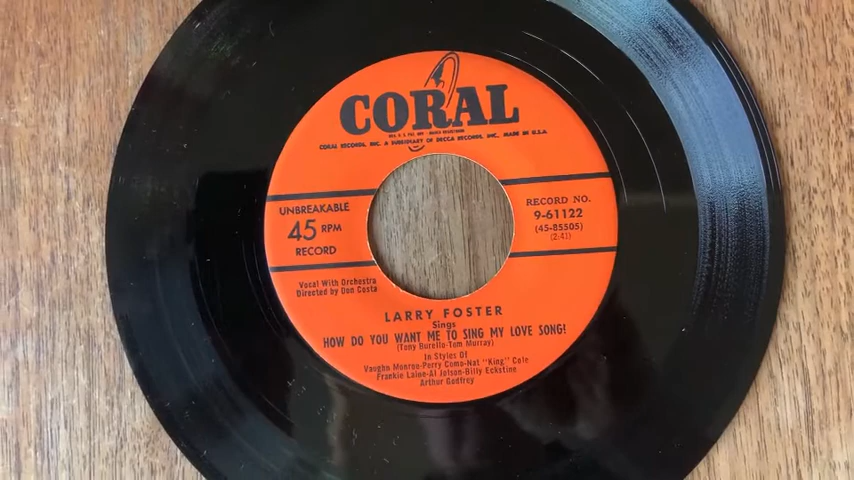 CORAL
REG. U.S. PAT. OFF.
CORAL RECORDS, INC. A SUBSIDIARY OF DECCA RECORDS, INC. MADE IN U.S.A.
UNBREAKABLE
45 RPM
RECORD
RECORD NO.
9-61122
(45-85505)
(2:41)
Vocal With Orchestra
Directed by Don Costa
LARRY FOSTER
Sings
HOW DO YOU WANT ME TO SING MY LOVE SONG!
(Tony Burello-Tom Murray)
In Styles Of
Vaughn Monroe-Perry Como-Nat "King" Cole
Frankie Laine-Al Jolson-Billy Eckstine
Arthur Godfrey